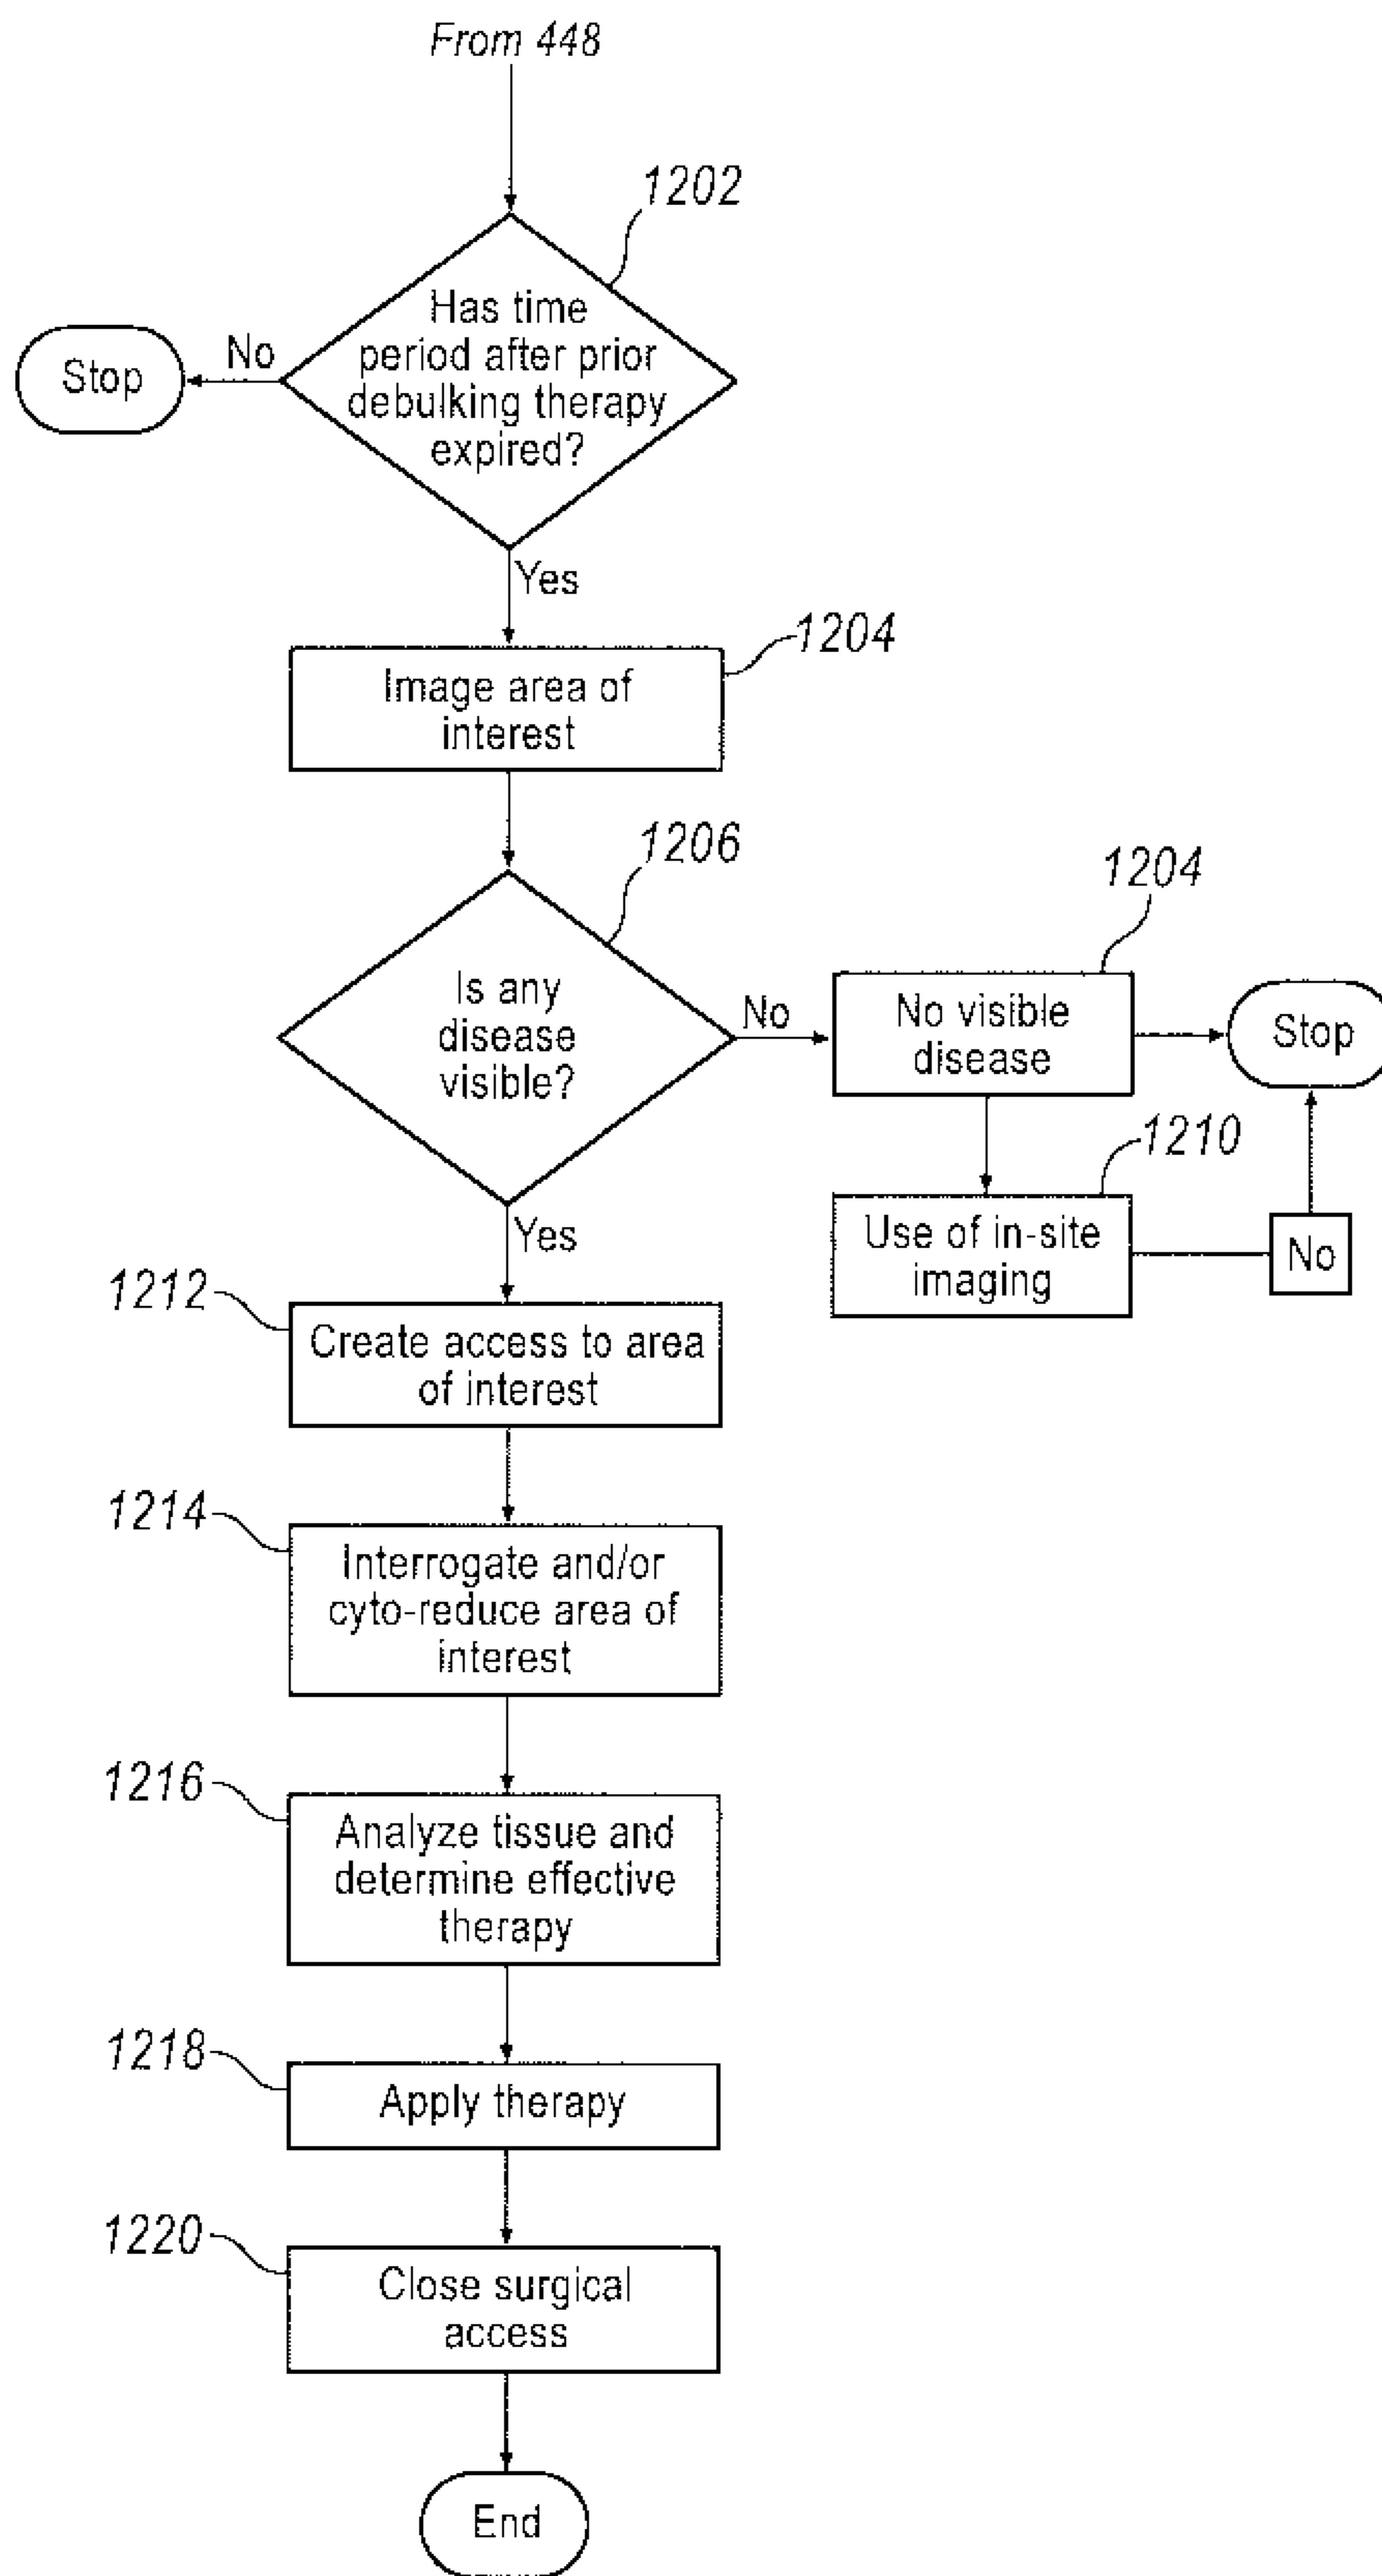 From 448
1202
Has time
period after prior
debulking therapy
expired?
No
Stop
Yes
1204
Image area of
interest
1206
Is any
disease
visible?
No
1204
No visible
disease
Stop
1210
Use of in-site
imaging
No
Yes
1212
Create access to area
of interest
1214
Interrogate and/or
cyto-reduce area of
interest
1216
Analyze tissue and
determine effective
therapy
1218
Apply therapy
1220
Close surgical
access
End